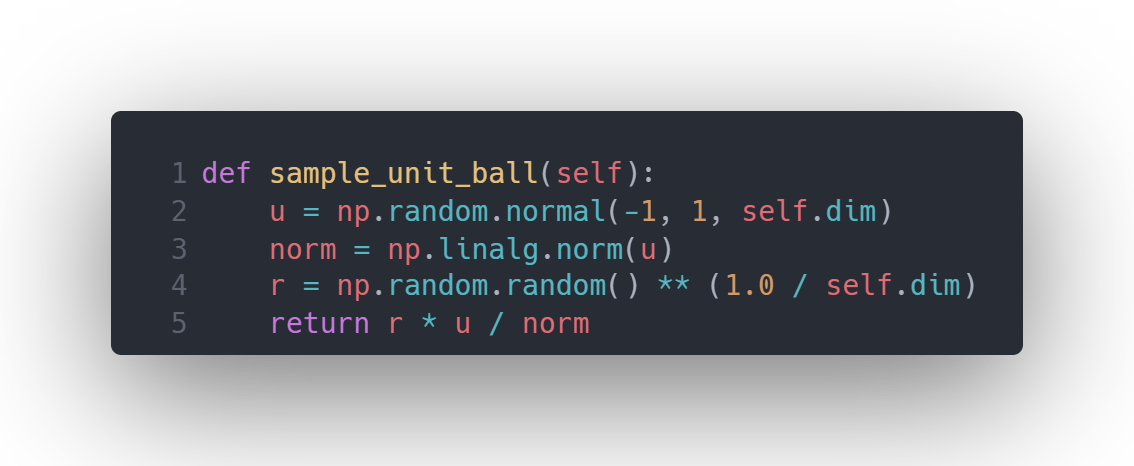 1 def sample_unit_ball(self):
2     u = np.random.normal(-1, 1, self.dim)
3     norm = np.linalg.norm(u)
4     r = np.random.random() ** (1.0 / self.dim)
5     return r * u / norm